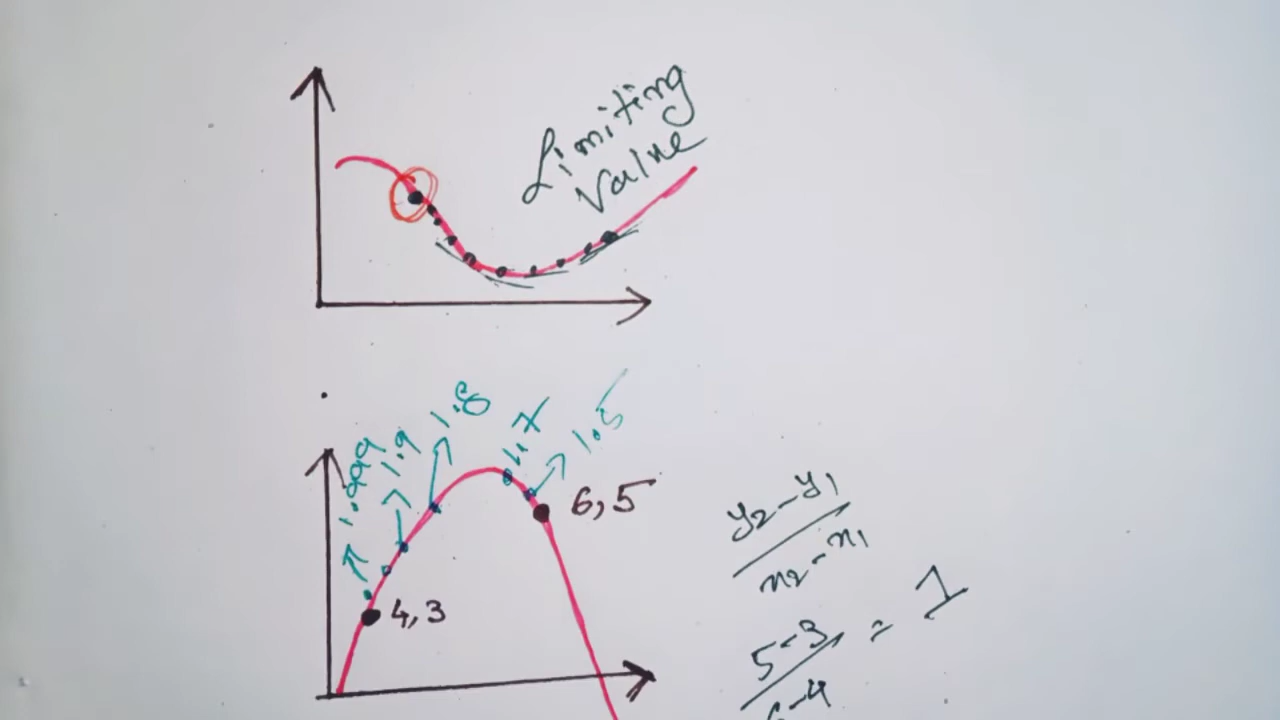 Limiting
Value
1.999
1.9
1.8
1.7
1.5
6,5
4,3
y₂-y₁
x₂-x₁
5-3
6-4
= 1